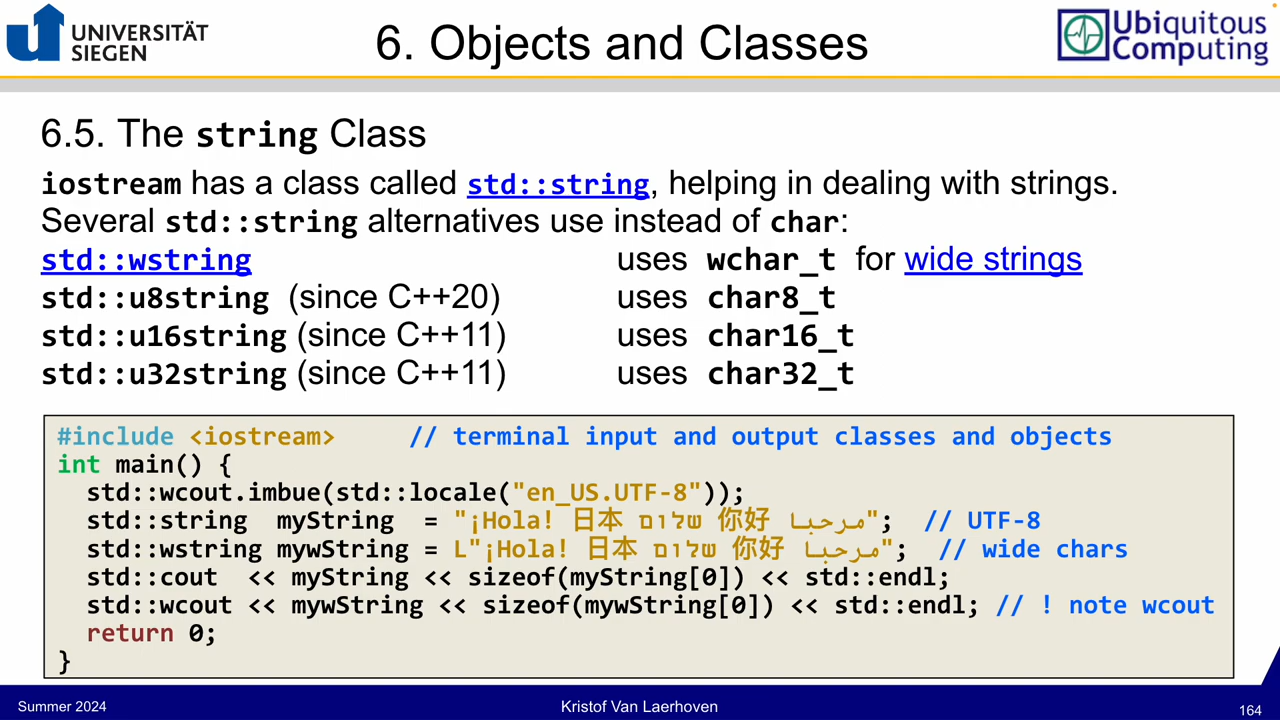 UNIVERSITÄT
SIEGEN
6. Objects and Classes
Ubiquitous
Computing
6.5. The string Class
iostream has a class called std::string, helping in dealing with strings.
Several std::string alternatives use instead of char:
std::wstring uses wchar_t for wide strings
std::u8string (since C++20) uses char8_t
std::u16string (since C++11) uses char16_t
std::u32string (since C++11) uses char32_t
#include <iostream> // terminal input and output classes and objects
int main() {
std::wcout.imbue(std::locale("en_US.UTF-8"));
std::string myString = "¡Hola! 日本 שלום 你好 مرحبا"; // UTF-8
std::wstring mywString = L"¡Hola! 日本 שלום 你好 مرحبا"; // wide chars
std::cout << myString << sizeof(myString[0]) << std::endl;
std::wcout << mywString << sizeof(mywString[0]) << std::endl; // ! note wcout
return 0;
}
Summer 2024
Kristof Van Laerhoven
164